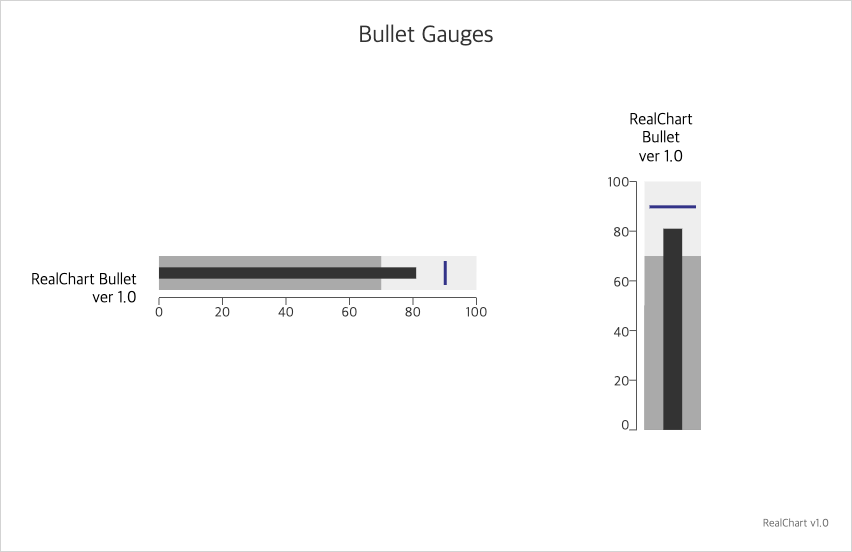 Bullet Gauges
RealChart Bullet
ver 1.0
0 20 40 60 80 100
RealChart
Bullet
ver 1.0
100
80
60
40
20
0
RealChart v1.0